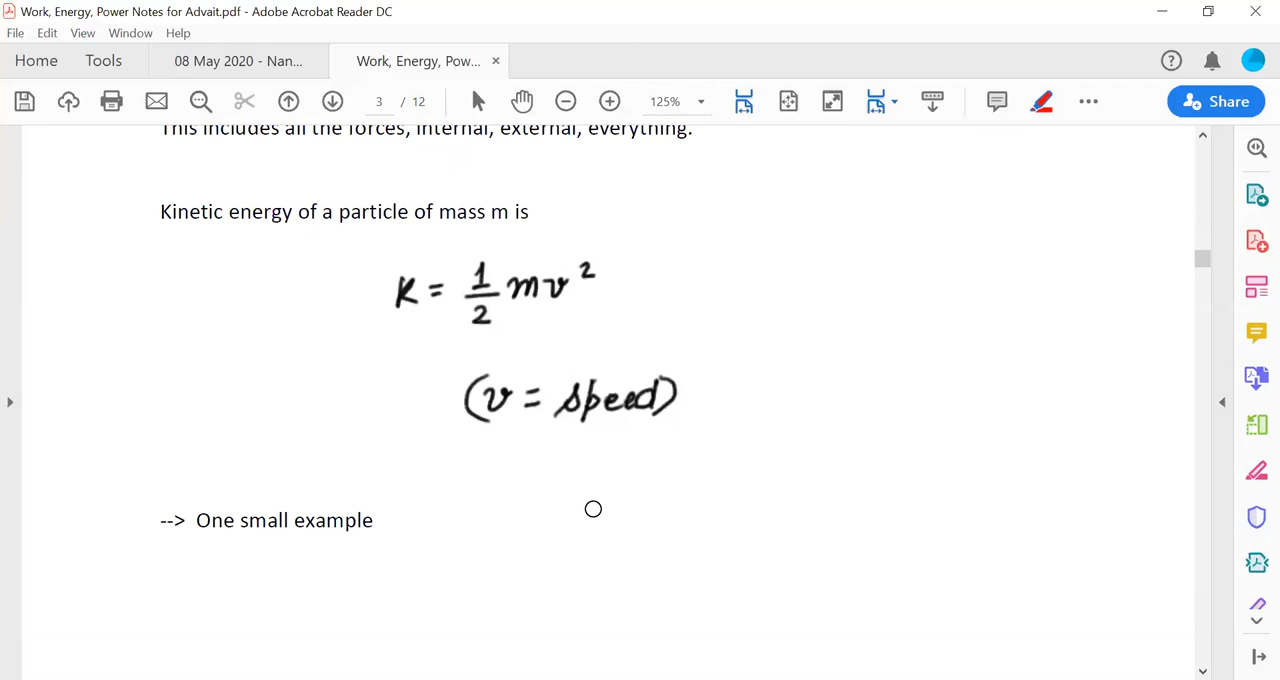 Work, Energy, Power Notes for Advait.pdf - Adobe Acrobat Reader DC
File Edit View Window Help
Home Tools 08 May 2020 - Nan... Work, Energy, Pow... ×
3 / 12 125% Share
This includes all the forces, internal, external, everything.
Kinetic energy of a particle of mass m is
K = 1/2 mv²
(v = speed)
--> One small example